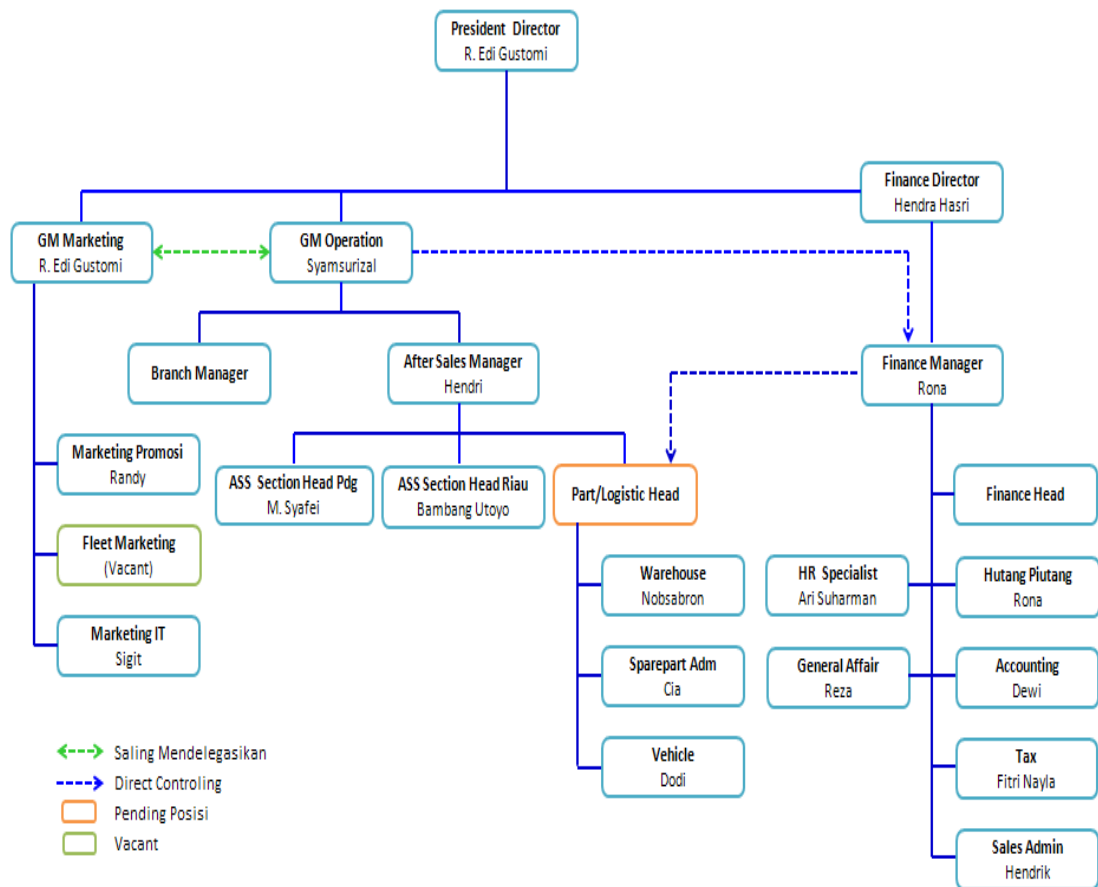 President  Director
R. Edi Gustomi
Finance Director
Hendra Hasri
GM Marketing
R. Edi Gustomi
GM Operation
Syamsurizal
Branch Manager
After Sales Manager
Hendri
Finance Manager
Rona
Marketing Promosi
Randy
ASS  Section Head Pdg
M. Syafei
ASS Section Head Riau
Bambang Utoyo
Part/Logistic Head
Finance Head
Fleet Marketing
(Vacant)
Warehouse
Nobsabron
HR  Specialist
Ari Suharman
Hutang Piutang
Rona
Marketing IT
Sigit
Sparepart Adm
Cia
General Affair
Reza
Accounting
Dewi
Vehicle
Dodi
Tax
Fitri Nayla
Sales Admin
Hendrik
Saling Mendelegasikan
Direct Controling
Pending Posisi
Vacant